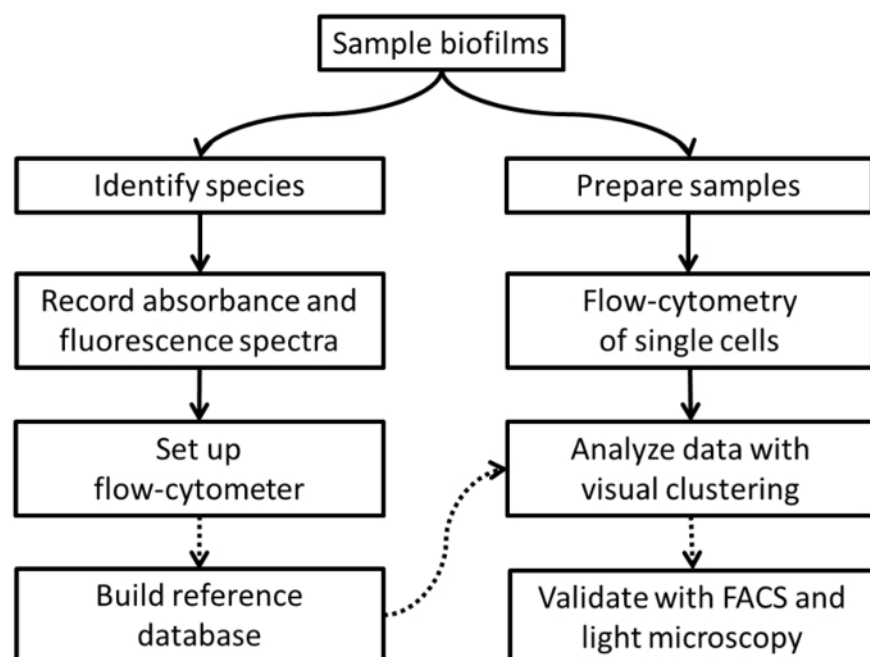 Sample biofilms
Identify species
Prepare samples
Record absorbance and
fluorescence spectra
Flow-cytometry
of single cells
Set up
flow-cytometer
Analyze data with
visual clustering
Build reference
database
Validate with FACS and
light microscopy